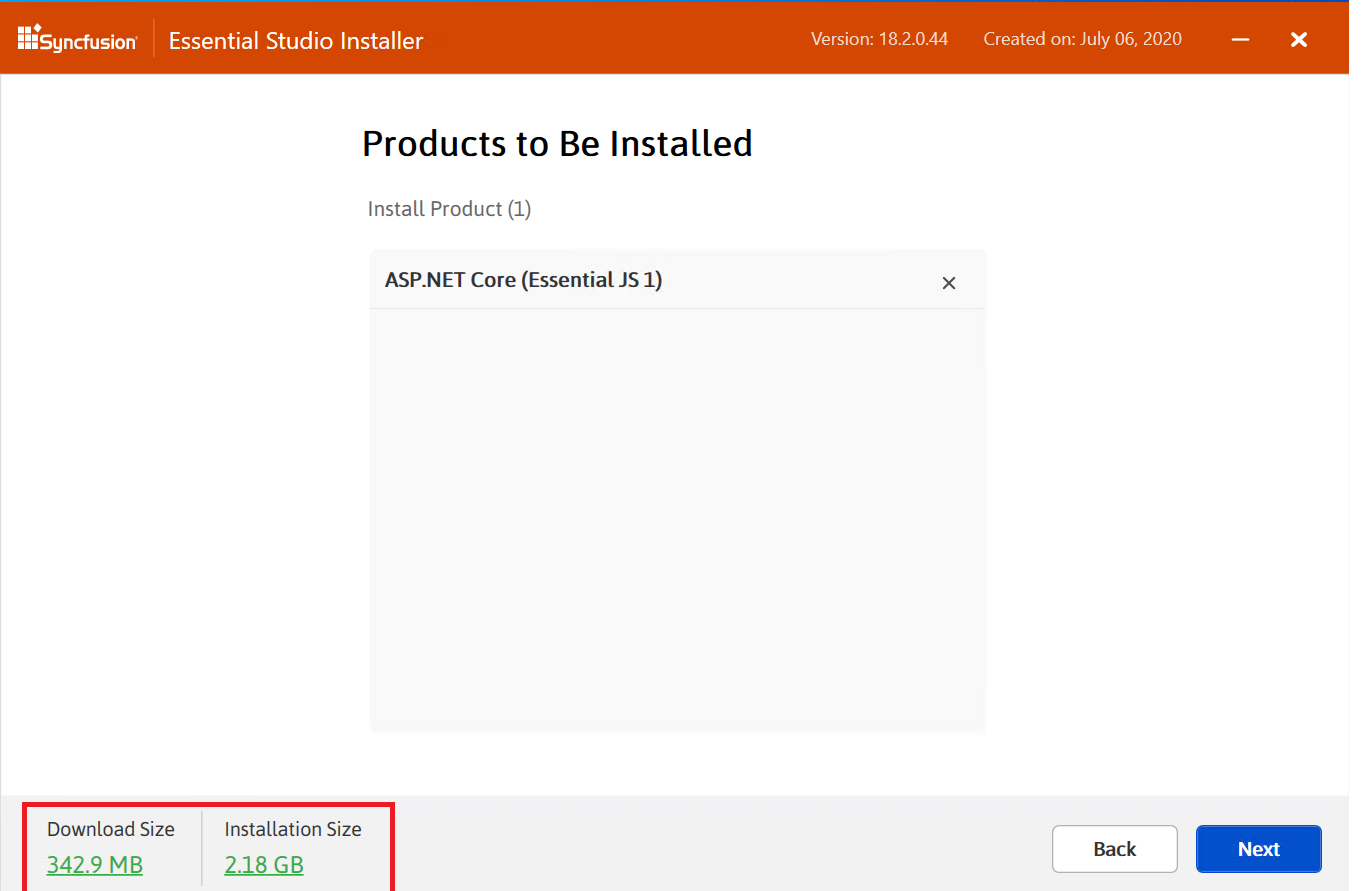 Syncfusion Essential Studio Installer Version: 18.2.0.44 Created on: July 06, 2020
Products to Be Installed
Install Product (1)
ASP.NET Core (Essential JS 1)
Download Size Installation Size
342.9 MB 2.18 GB
Back Next